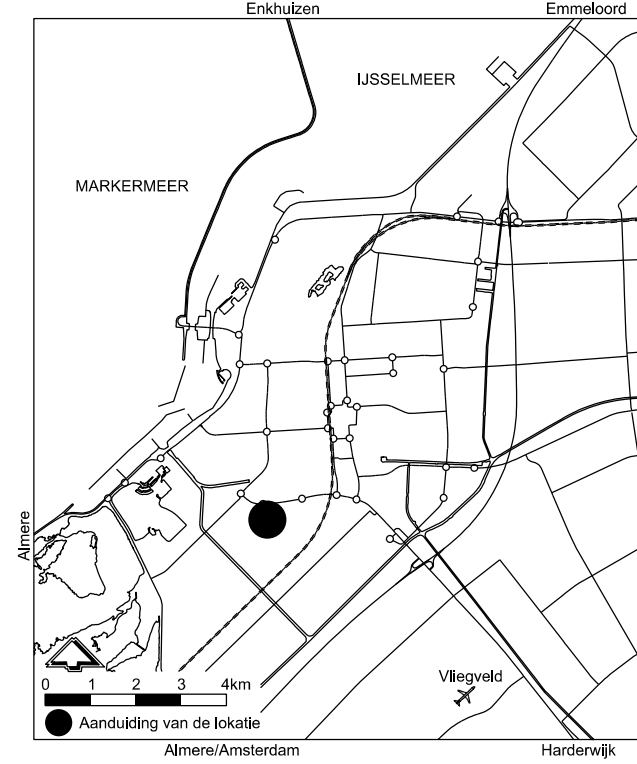 Enkhuizen
Emmeloord
IJSSELMEER
MARKERMEER
Almere
Vliegveld
0 1 2 3 4km
Aanduiding van de lokatie
Almere/Amsterdam
Harderwijk